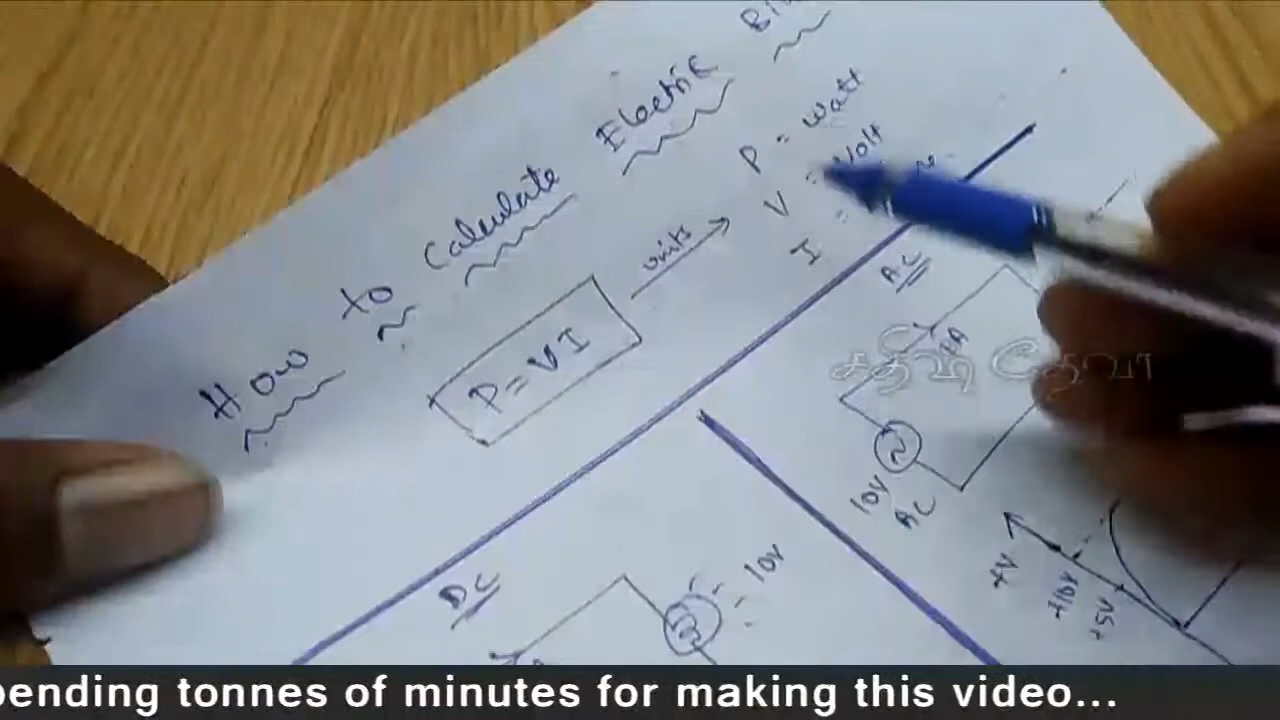 How to Calculate Electric
P = VI
units
P = watt
V = Volt
I =
AC
10V
AC
+V
+10V
+5V
DC
10V
சதிஷ் தேவா
pending tonnes of minutes for making this video...